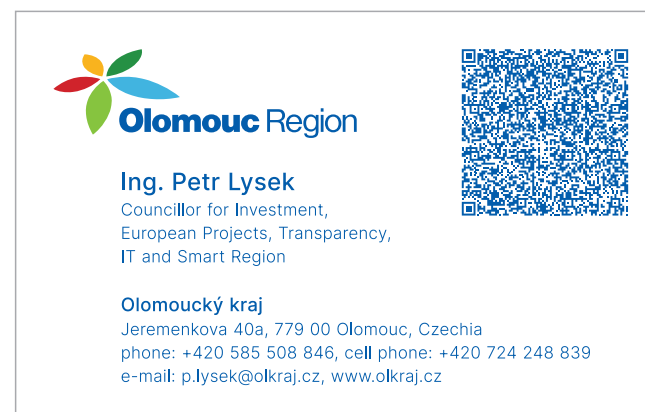 Olomouc Region
Ing. Petr Lysek
Councillor for Investment,
European Projects, Transparency,
IT and Smart Region
Olomoucký kraj
Jeremenkova 40a, 779 00 Olomouc, Czechia
phone: +420 585 508 846, cell phone: +420 724 248 839
e-mail: p.lysek@olkraj.cz, www.olkraj.cz